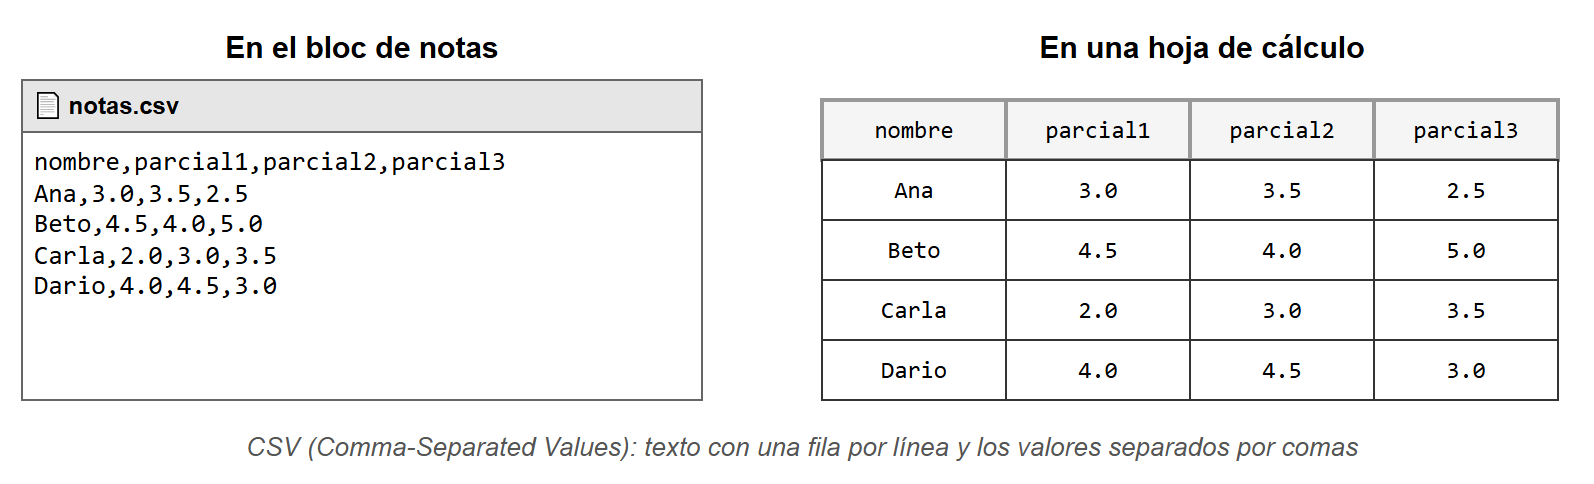 En el bloc de notas
notas.csv
nombre,parcial1,parcial2,parcial3
Ana,3.0,3.5,2.5
Beto,4.5,4.0,5.0
Carla,2.0,3.0,3.5
Dario,4.0,4.5,3.0
En una hoja de cálculo
nombre parcial1 parcial2 parcial3
Ana 3.0 3.5 2.5
Beto 4.5 4.0 5.0
Carla 2.0 3.0 3.5
Dario 4.0 4.5 3.0
CSV (Comma-Separated Values): texto con una fila por línea y los valores separados por comas